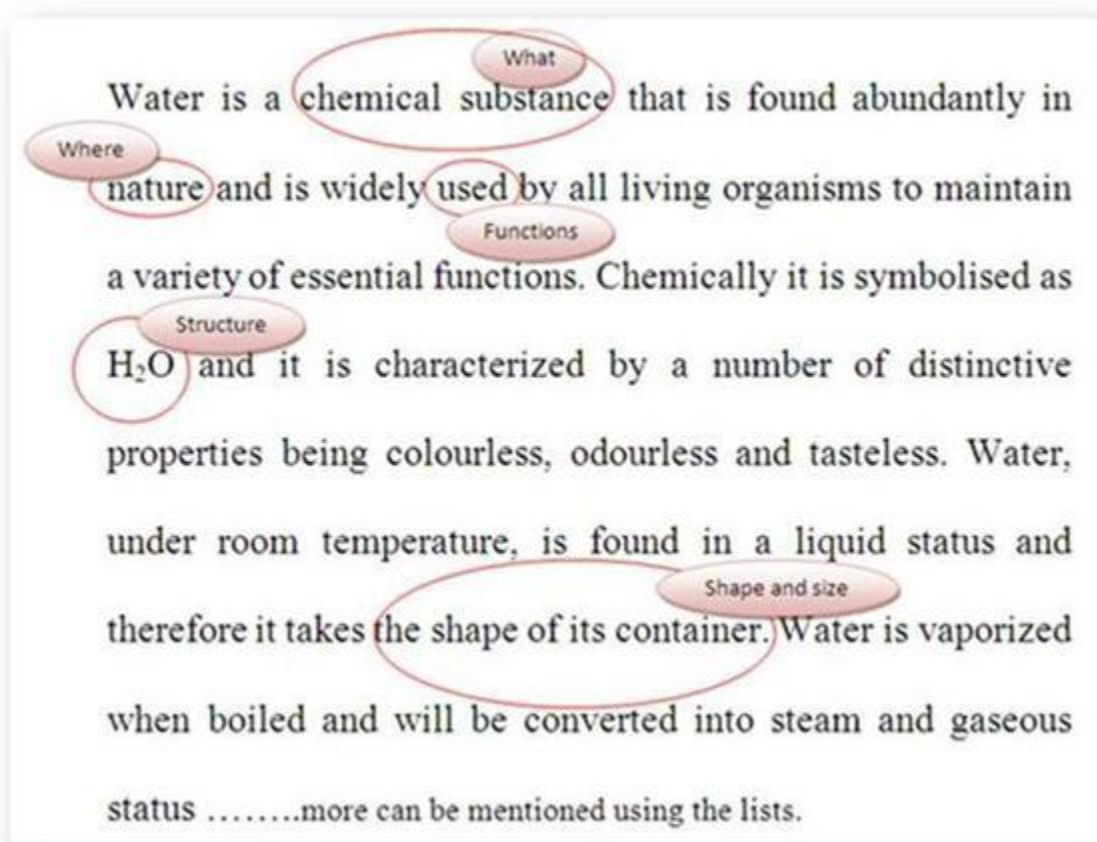 What
Water is a chemical substance that is found abundantly in
Where
nature and is widely used by all living organisms to maintain
Functions
a variety of essential functions. Chemically it is symbolised as
Structure
H₂O and it is characterized by a number of distinctive
properties being colourless, odourless and tasteless. Water,
under room temperature, is found in a liquid status and
Shape and size
therefore it takes the shape of its container. Water is vaporized
when boiled and will be converted into steam and gaseous
status ........more can be mentioned using the lists.